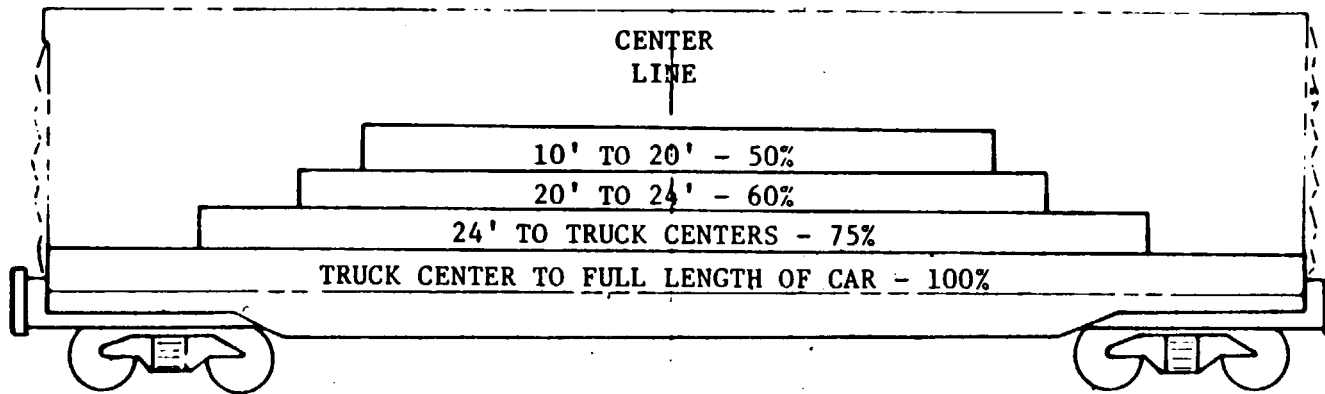 CENTER
LINE
10' TO 20' - 50%
20' TO 24' - 60%
24' TO TRUCK CENTERS - 75%
TRUCK CENTER TO FULL LENGTH OF CAR - 100%